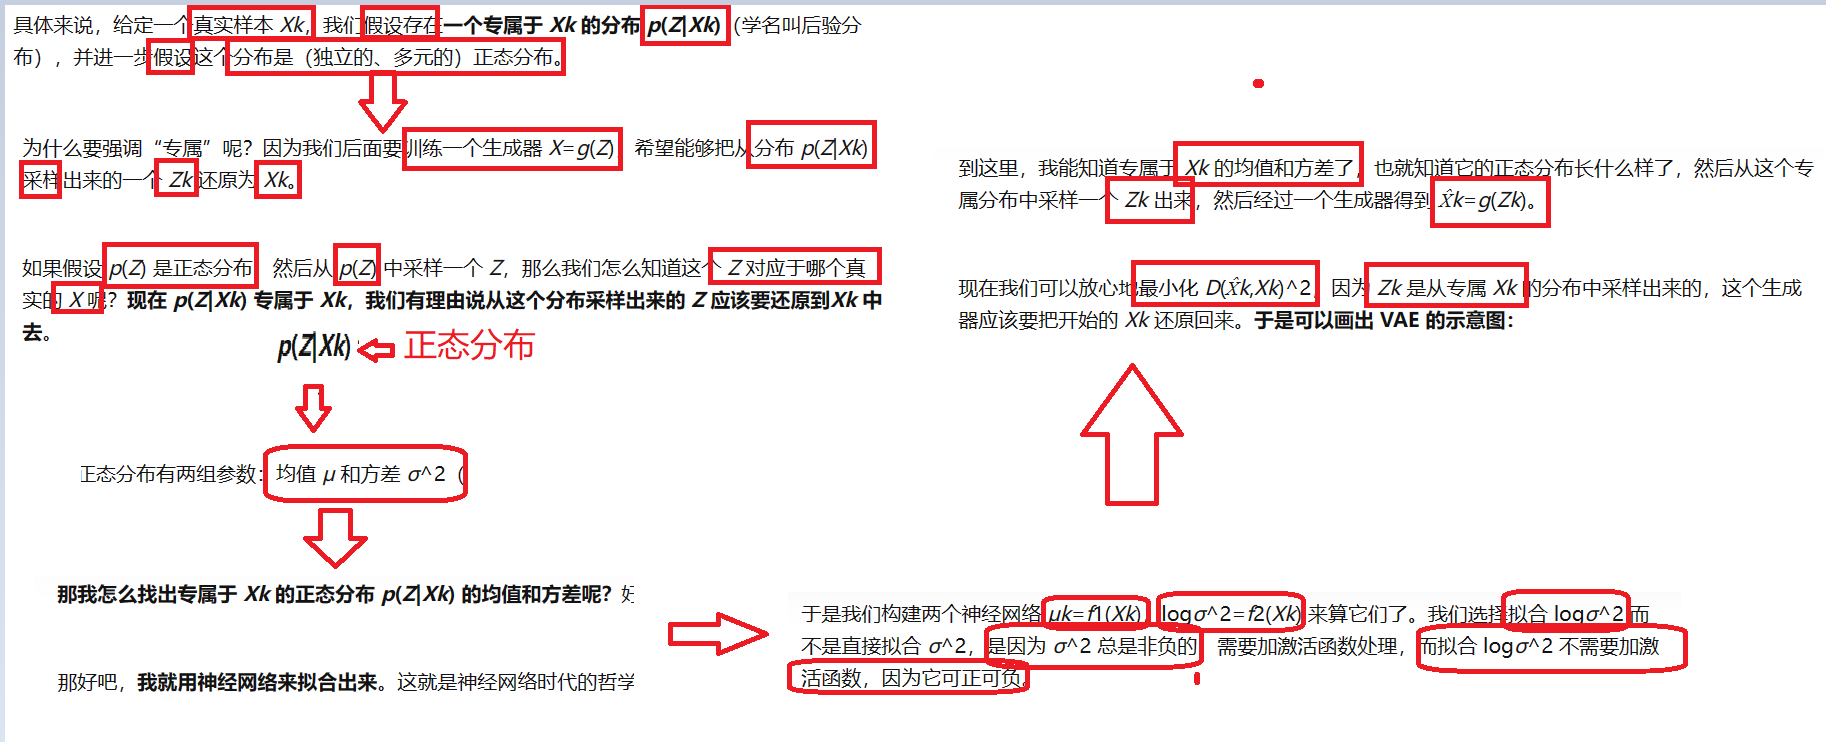 具体来说，给定一个真实样本 Xk，我们假设存在一个专属于 Xk 的分布 p(Z|Xk)（学名叫后验分
布），并进一步假设这个分布是（独立的、多元的）正态分布。
为什么要强调“专属”呢？因为我们后面要训练一个生成器 X=g(Z)，希望能够把从分布 p(Z|Xk)
采样出来的一个 Zk 还原为 Xk。
如果假设 p(Z) 是正态分布，然后从 p(Z) 中采样一个 Z，那么我们怎么知道这个 Z 对应于哪个真
实的 X 呢？现在 p(Z|Xk) 专属于 Xk，我们有理由说从这个分布采样出来的 Z 应该要还原到Xk 中
去。
p(Z|Xk) 正态分布
正态分布有两组参数：均值 μ 和方差 σ^2（
那我怎么找出专属于 Xk 的正态分布 p(Z|Xk) 的均值和方差呢？好
那好吧，我就用神经网络来拟合出来。这就是神经网络时代的哲学
于是我们构建两个神经网络 μk=f1(Xk)，logσ^2=f2(Xk) 来算它们了。我们选择拟合 logσ^2 而
不是直接拟合 σ^2，是因为 σ^2 总是非负的，需要加激活函数处理，而拟合 logσ^2 不需要加激
活函数，因为它可正可负。
到这里，我能知道专属于 Xk 的均值和方差了，也就知道它的正态分布长什么样了，然后从这个专
属分布中采样一个 Zk 出来，然后经过一个生成器得到 X̂k=g(Zk)。
现在我们可以放心地最小化 D(X̂k,Xk)^2，因为 Zk 是从专属 Xk 的分布中采样出来的，这个生成
器应该要把开始的 Xk 还原回来。于是可以画出 VAE 的示意图：